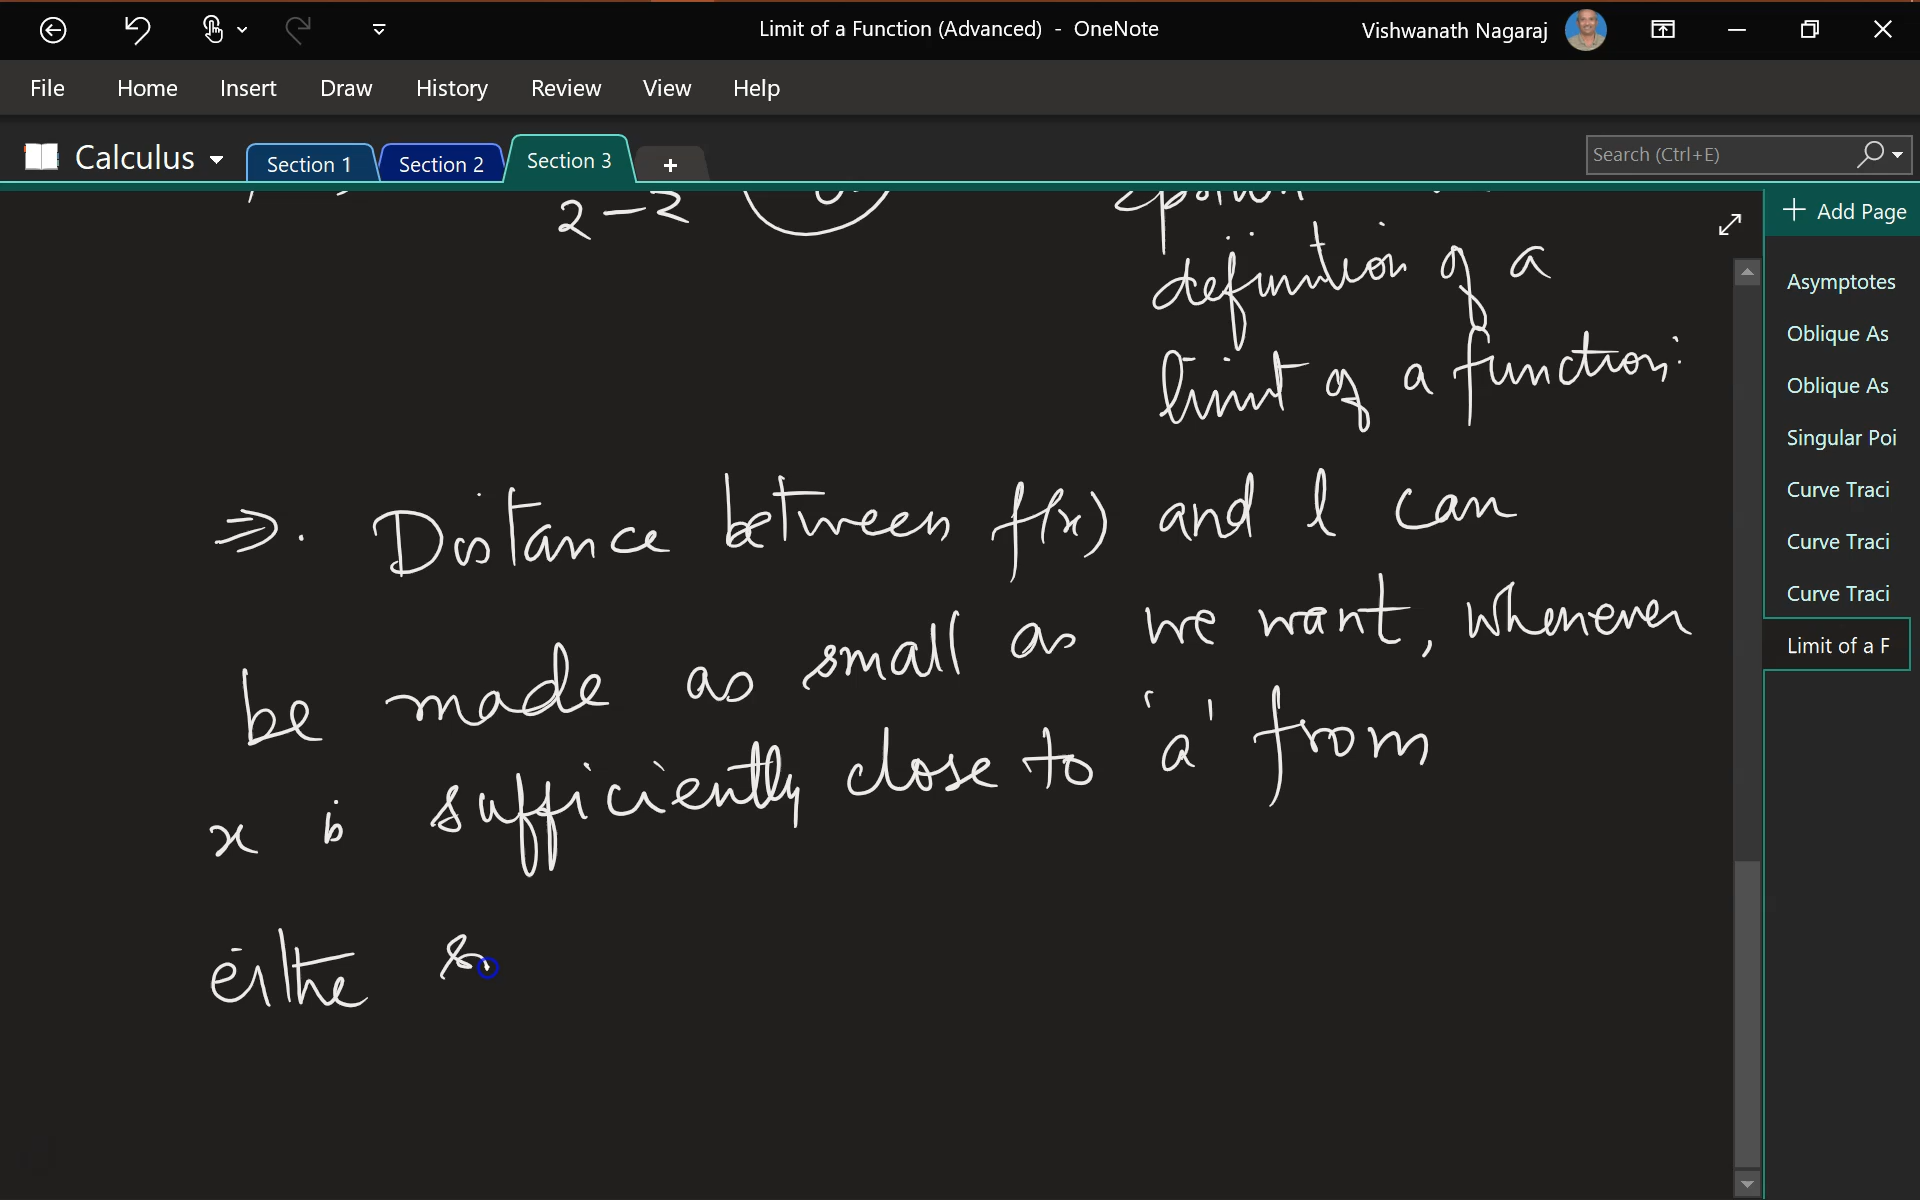 Limit of a Function (Advanced) - OneNote
Vishwanath Nagaraj
File Home Insert Draw History Review View Help
Calculus Section 1 Section 2 Section 3 +
Search (Ctrl+E)
+ Add Page
Asymptotes
Oblique As
Oblique As
Singular Poi
Curve Traci
Curve Traci
Curve Traci
Limit of a F
2-2
definition of a
limit of a function:
⇒. Distance between f(x) and l can
be made as small as we want, whenever
x is sufficiently close to 'a' from
eithe s